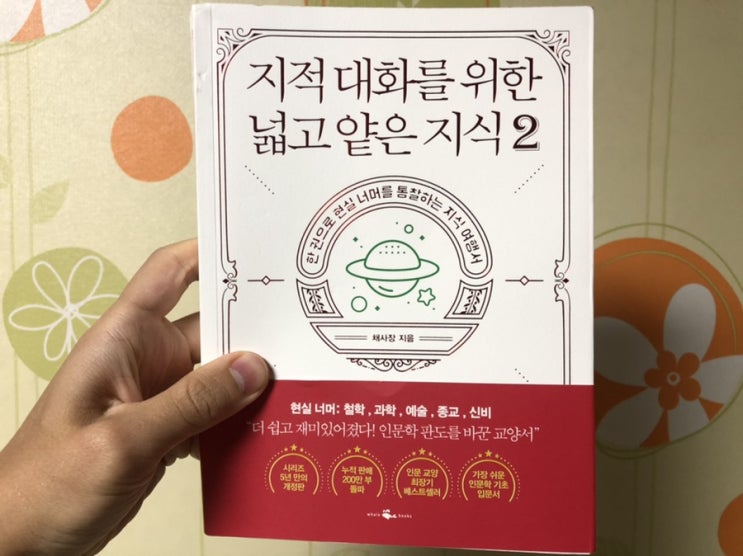 지적 대화를 위한
넓고 얕은 지식 2
한 권으로 현실 너머를 통찰하는 지식 여행서
채사장 지음
현실 너머: 철학, 과학, 예술, 종교, 신비
“더 쉽고 재미있어졌다! 인문학 판도를 바꾼 교양서”
시리즈
5년 만의
개정판
누적 판매
200만 부
돌파
인문 교양
최장기
베스트셀러
가장 쉬운
인문학 기초
입문서
whale books